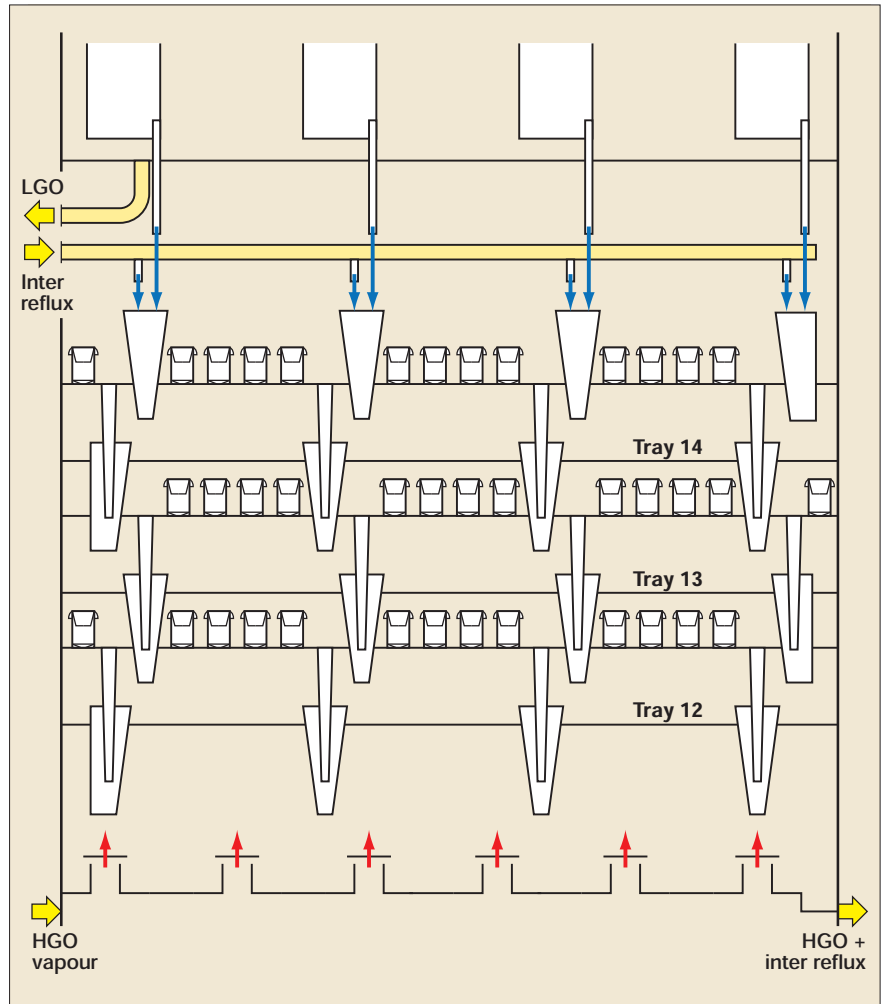 LGO
Inter
reflux
Tray 14
Tray 13
Tray 12
HGO
vapour
HGO +
inter reflux